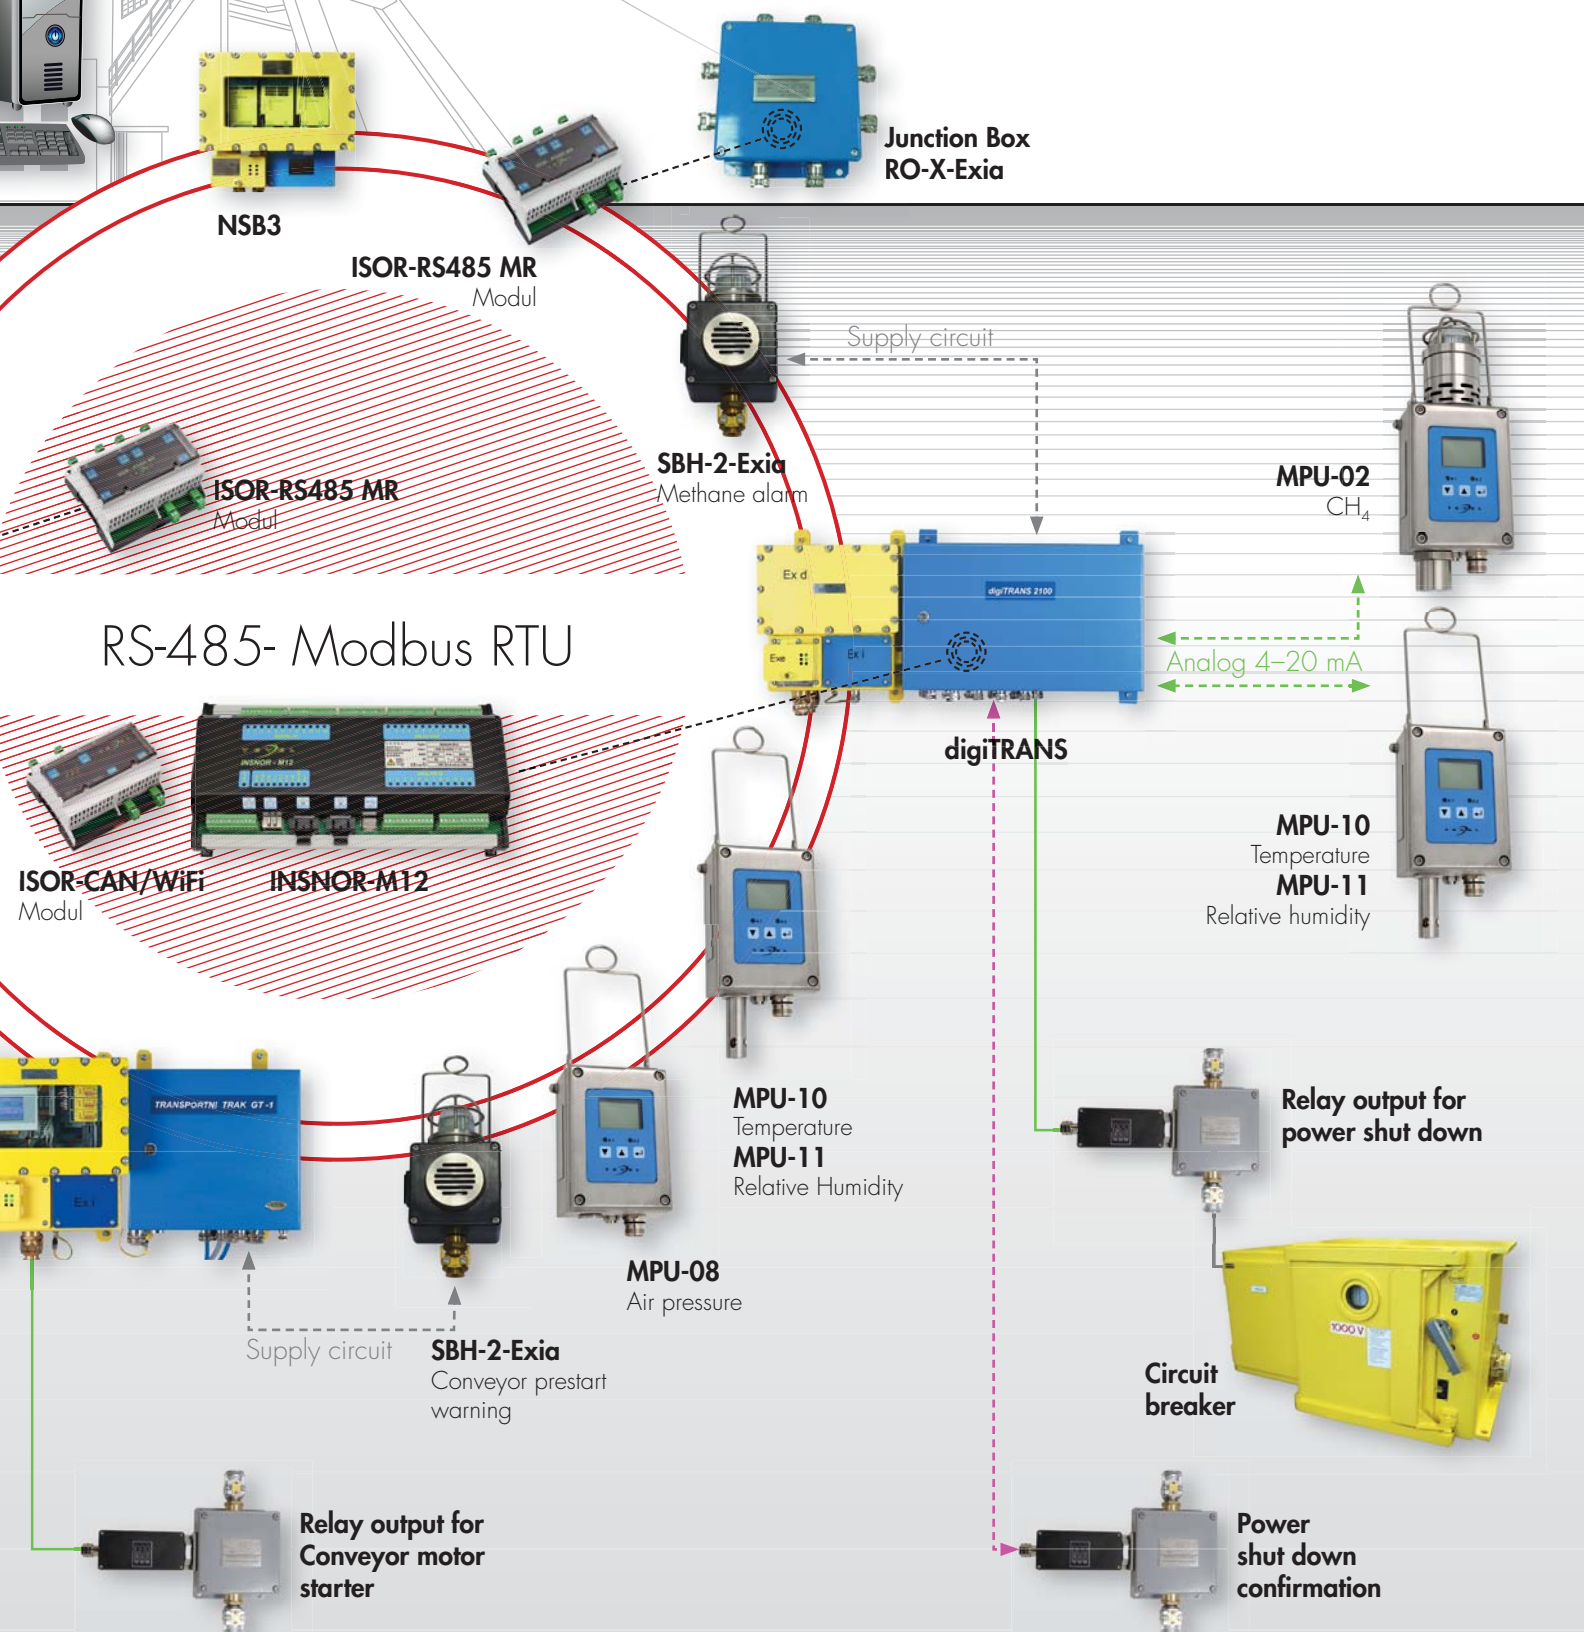 Junction Box
RO-X-Exia
NSB3
ISOR-RS485 MR
Modul
Supply circuit
SBH-2-Exia
Methane alarm
MPU-02
CH₄
ISOR-RS485 MR
Modul
Ex d
digiTRANS 2100
Exe
Ex i
Analog 4–20 mA
RS-485- Modbus RTU
digiTRANS
INSNOR - M12
ISOR-CAN/WiFi
Modul
INSNOR-M12
MPU-10
Temperature
MPU-11
Relative humidity
TRANSPORTNI TRAK GT-1
Ex i
MPU-10
Temperature
MPU-11
Relative Humidity
Relay output for
power shut down
MPU-08
Air pressure
Supply circuit
SBH-2-Exia
Conveyor prestart
warning
1000 V
Circuit
breaker
Relay output for
Conveyor motor
starter
Power
shut down
confirmation